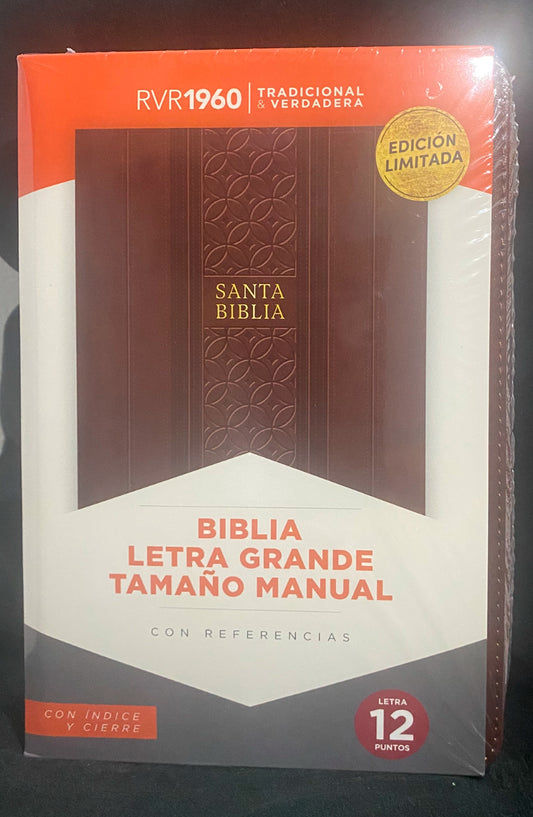 RVR1960
TRADICIONAL
& VERDADERA
EDICIÓN
LIMITADA
SANTA
BIBLIA
BIBLIA
LETRA GRANDE
TAMAÑO MANUAL
CON REFERENCIAS
CON ÍNDICE
Y CIERRE
LETRA
12
PUNTOS